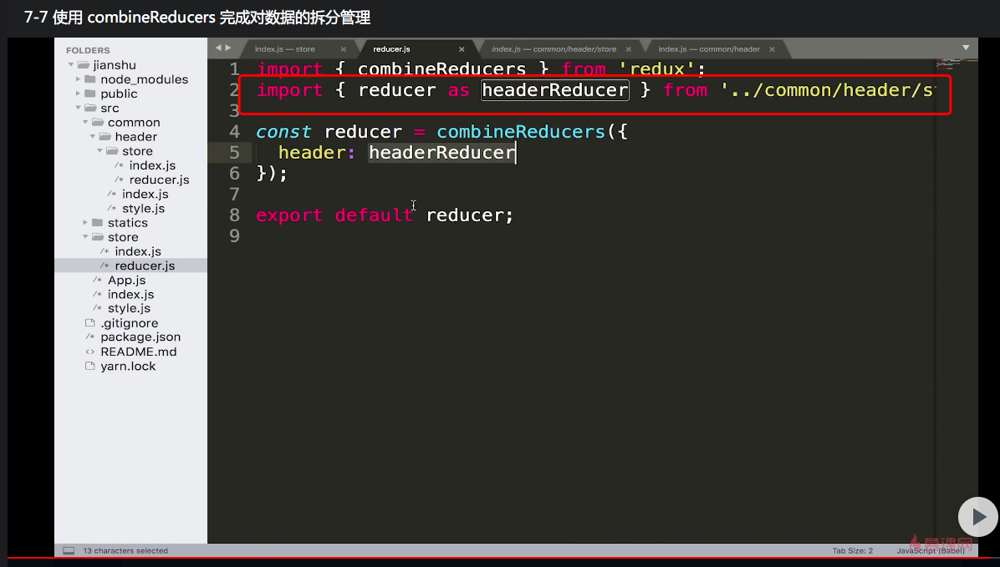 7-7 使用 combineReducers 完成对数据的拆分管理
FOLDERS
jianshu
node_modules
public
src
common
header
store
/* index.js
/* reducer.js
/* index.js
/* style.js
statics
store
/* index.js
/* reducer.js
/* App.js
/* index.js
/* style.js
.gitignore
/* package.json
<> README.md
yarn.lock
index.js — store ×
reducer.js ×
index.js — common/header/store ×
index.js — common/header ×
1 import { combineReducers } from 'redux';
2 import { reducer as headerReducer } from '../common/header/s
3
4 const reducer = combineReducers({
5 header: headerReducer
6 });
7
8 export default reducer;
9
13 characters selected
Tab Size: 2
JavaScript (Babel)
慕课网